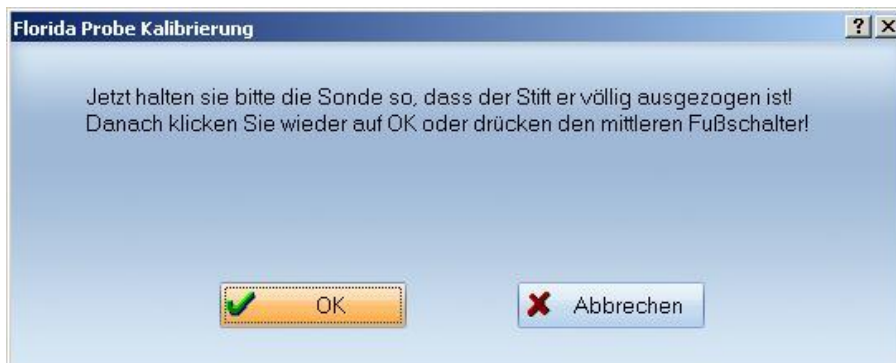 Florida Probe Kalibrierung
Jetzt halten sie bitte die Sonde so, dass der Stift er völlig ausgezogen ist!
Danach klicken Sie wieder auf OK oder drücken den mittleren Fußschalter!
OK
Abbrechen